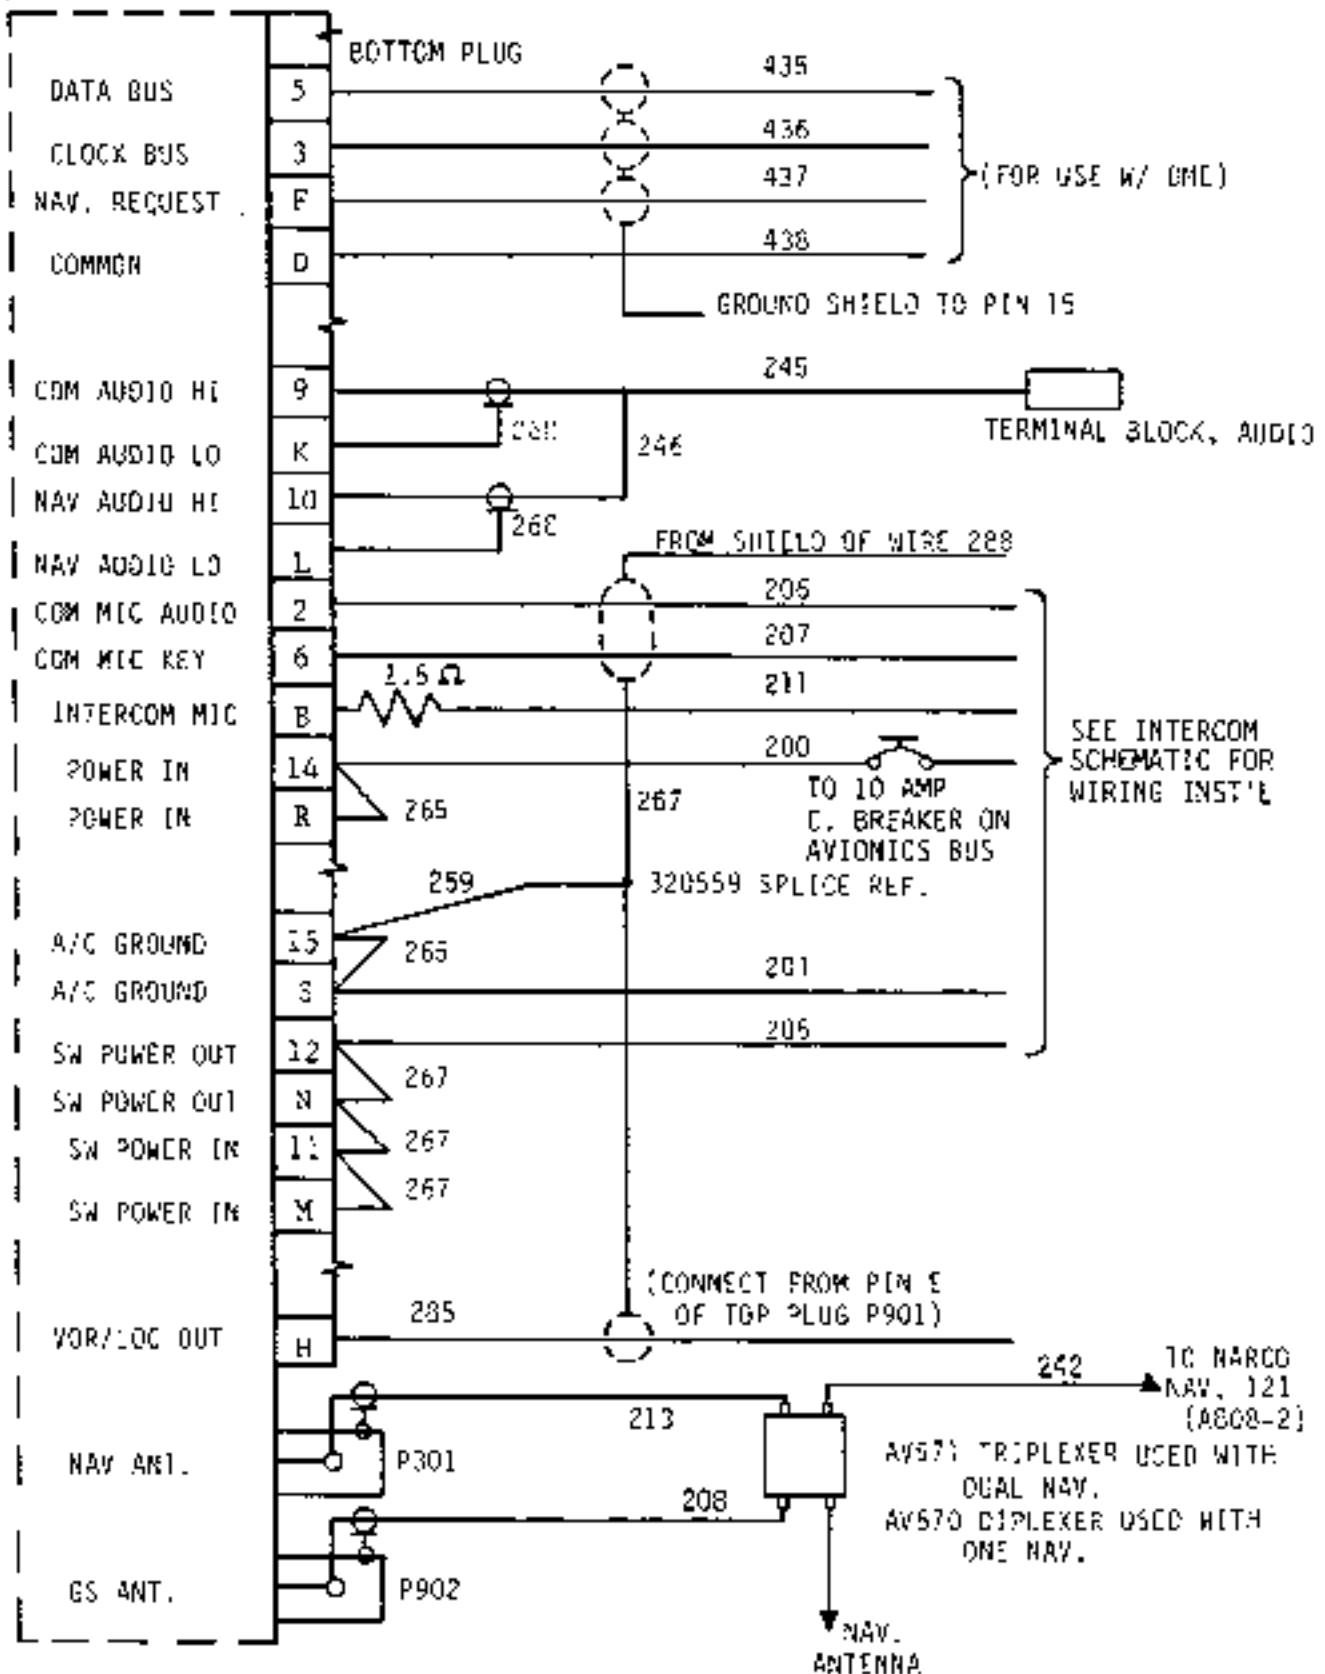 BOTTOM PLUG
DATA BUS 5 435
CLOCK BUS 3 436
NAV. REQUEST F 437
(FOR USE W/ DME)
COMMON D 438
GROUND SHIELD TO PIN 15
COM AUDIO HI 9 245
TERMINAL BLOCK, AUDIO
COM AUDIO LO K
246
NAV AUDIO HI 10
268
NAV AUDIO LO L
FROM SHIELD OF WIRE 288
COM MIC AUDIO 2 206
COM MIC KEY 6 207
INTERCOM MIC B 1.5 Ω 211
POWER IN 14 200
TO 10 AMP
C. BREAKER ON
AVIONICS BUS
SEE INTERCOM
SCHEMATIC FOR
WIRING INST'L
POWER IN R 265
267
259
320559 SPLICE REF.
A/C GROUND 15 265
A/C GROUND S 201
SW POWER OUT 12 205
267
SW POWER OUT N
267
SW POWER IN 11
267
SW POWER IN M
(CONNECT FROM PIN E
OF TOP PLUG P901)
VOR/LOC OUT H 285
242
TO NARCO
NAV. 121
(A808-2)
213
NAV ANT. P301
AV571 TRIPLEXER USED WITH
DUAL NAV.
AV570 DIPLEXER USED WITH
ONE NAV.
208
GS ANT. P902
NAV.
ANTENNA